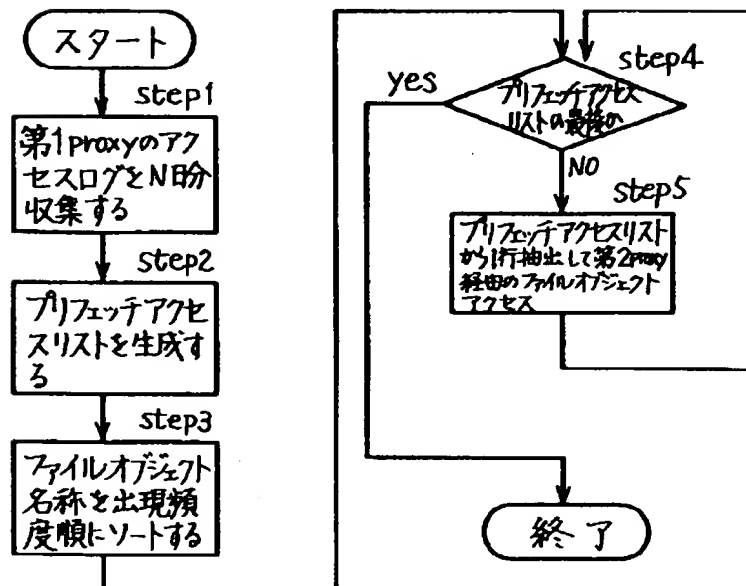 スタート
step1
第1proxyのアク
セスログをN日分
収集する
step2
プリフェッチアクセ
スリストを生成す
る
step3
ファイルオブジェクト
名称を出現頻
度順にソートする
step4
yes
プリフェッチアクセス
リストの最後の
NO
step5
プリフェッチアクセスリスト
から1行抽出して第2proxy
経由のファイルオブジェクト
アクセス
終了